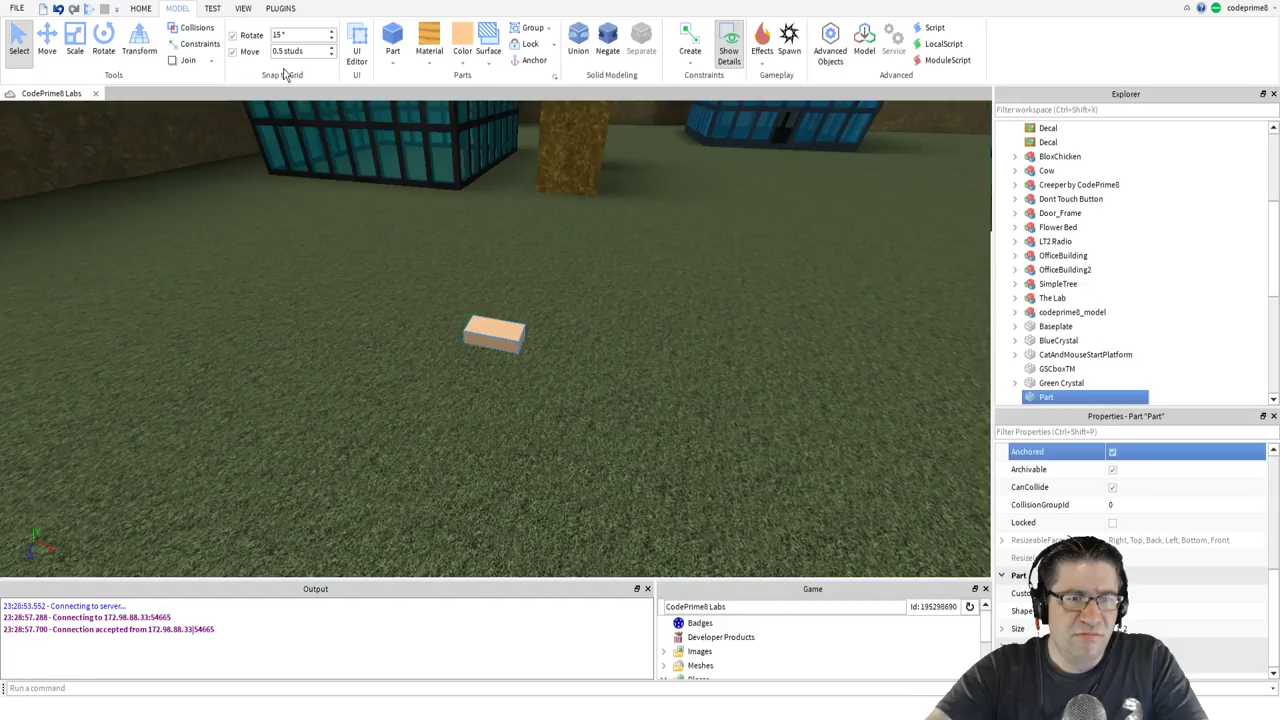 FILE HOME MODEL TEST VIEW PLUGINS codeprime8
Select Move Scale Rotate Transform
Collisions
Constraints
Join
Tools
Rotate 15°
Move 0.5 studs
UI Editor
UI
Part Material Color Surface
Group
Lock
Anchor
Parts
Union Negate Separate
Solid Modeling
Create Show Details
Constraints
Effects Spawn
Gameplay
Advanced Objects Model Service
Script
LocalScript
ModuleScript
Advanced
CodePrime8 Labs
Explorer
Filter workspace (Ctrl+Shift+X)
Decal
Decal
BloxChicken
Cow
Creeper by CodePrime8
Dont Touch Button
Door_Frame
Flower Bed
LT2 Radio
OfficeBuilding
OfficeBuilding2
SimpleTree
The Lab
codeprime8_model
Baseplate
BlueCrystal
CatAndMouseStartPlatform
GSCboxTM
Green Crystal
Part
Properties - Part "Part"
Filter Properties (Ctrl+Shift+P)
Anchored
Archivable
CanCollide
CollisionGroupId 0
Locked
Right, Top, Back, Left, Bottom, Front
Part
Size
Output
23:28:53.552 - Connecting to server...
23:28:57.288 - Connecting to 172.98.88.33:54665
23:28:57.700 - Connection accepted from 172.98.88.33|54665
Game
CodePrime8 Labs ID: 195298690
Badges
Developer Products
Images
Meshes
Run a command